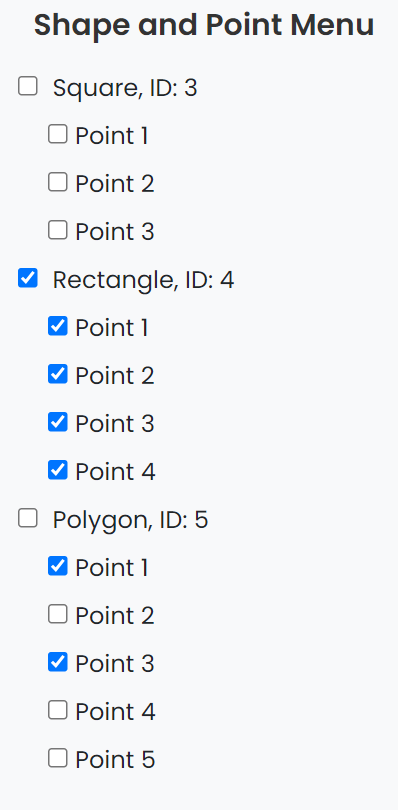 Shape and Point Menu
Square, ID: 3
Point 1
Point 2
Point 3
Rectangle, ID: 4
Point 1
Point 2
Point 3
Point 4
Polygon, ID: 5
Point 1
Point 2
Point 3
Point 4
Point 5